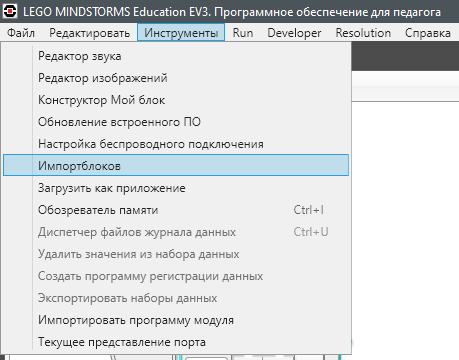 LEGO MINDSTORMS Education EV3. Программное обеспечение для педагога
Файл Редактировать Инструменты Run Developer Resolution Справка
Редактор звука
Редактор изображений
Конструктор Мой блок
Обновление встроенного ПО
Настройка беспроводного подключения
Импортблоков
Загрузить как приложение
Обозреватель памяти Ctrl+I
Диспетчер файлов журнала данных Ctrl+U
Удалить значения из набора данных
Создать программу регистрации данных
Экспортировать наборы данных
Импортировать программу модуля
Текущее представление порта